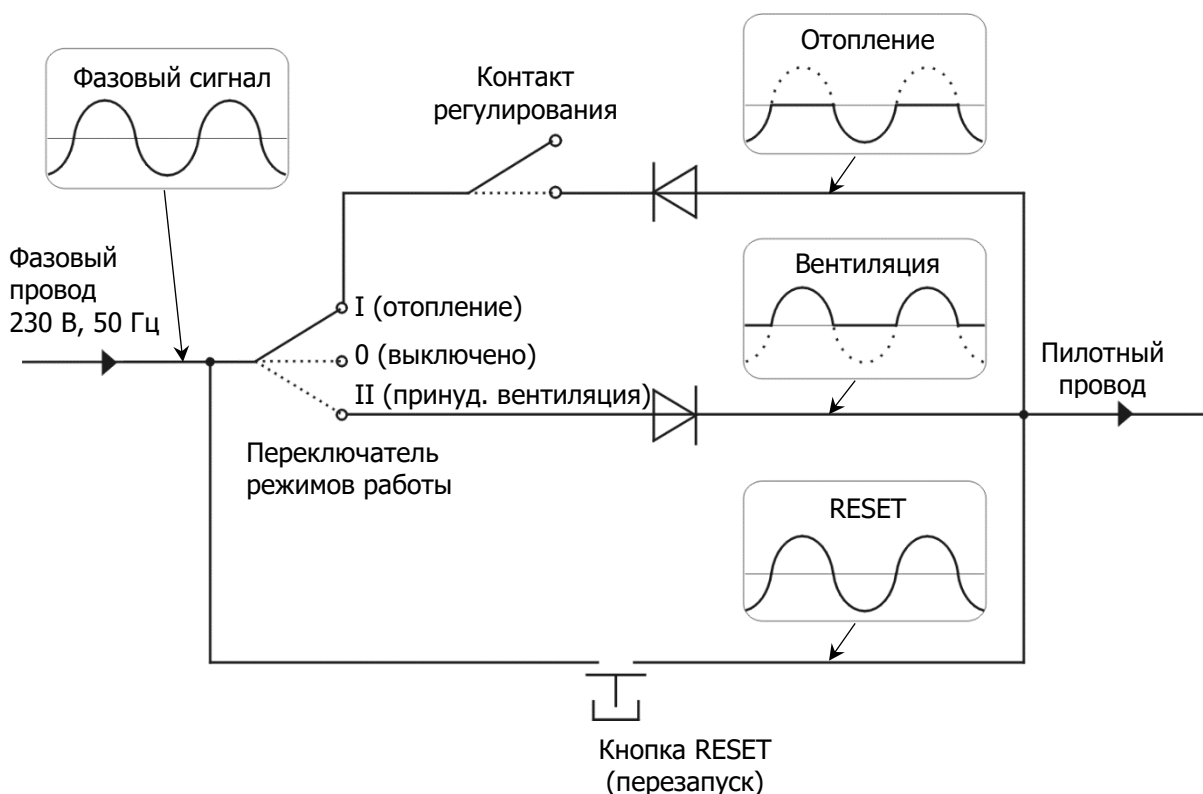 Фазовый сигнал
Контакт
регулирования
Отопление
Фазовый
провод
230 В, 50 Гц
I (отопление)
0 (выключено)
II (принуд. вентиляция)
Переключатель
режимов работы
Вентиляция
Пилотный
провод
RESET
Кнопка RESET
(перезапуск)